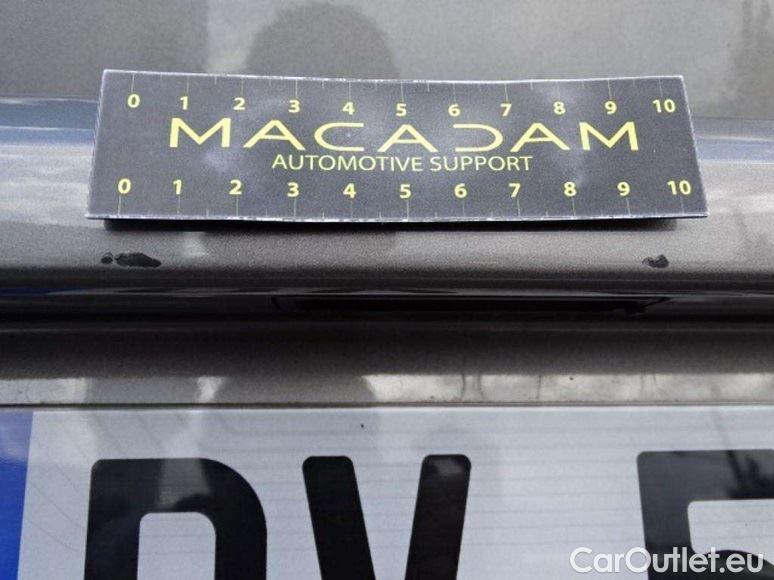 0 1 2 3 4 5 6 7 8 9 10
MACADAM
AUTOMOTIVE SUPPORT
0 1 2 3 4 5 6 7 8 9 10
CarOutlet.eu